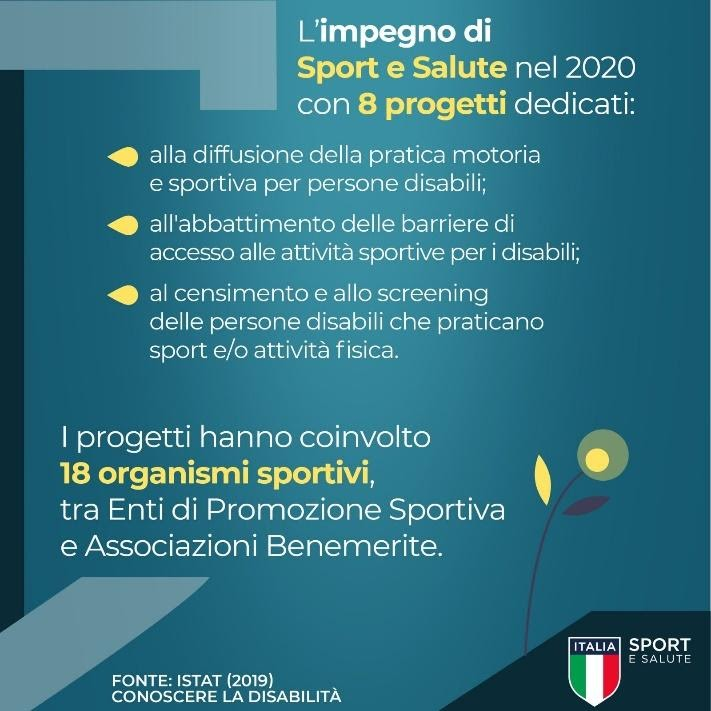 L'impegno di
Sport e Salute nel 2020
con 8 progetti dedicati:
alla diffusione della pratica motoria
e sportiva per persone disabili;
all'abbattimento delle barriere di
accesso alle attività sportive per i disabili;
al censimento e allo screening
delle persone disabili che praticano
sport e/o attività fisica.
I progetti hanno coinvolto
18 organismi sportivi,
tra Enti di Promozione Sportiva
e Associazioni Benemerite.
FONTE: ISTAT (2019)
CONOSCERE LA DISABILITÀ
ITALIA
SPORT
E SALUTE